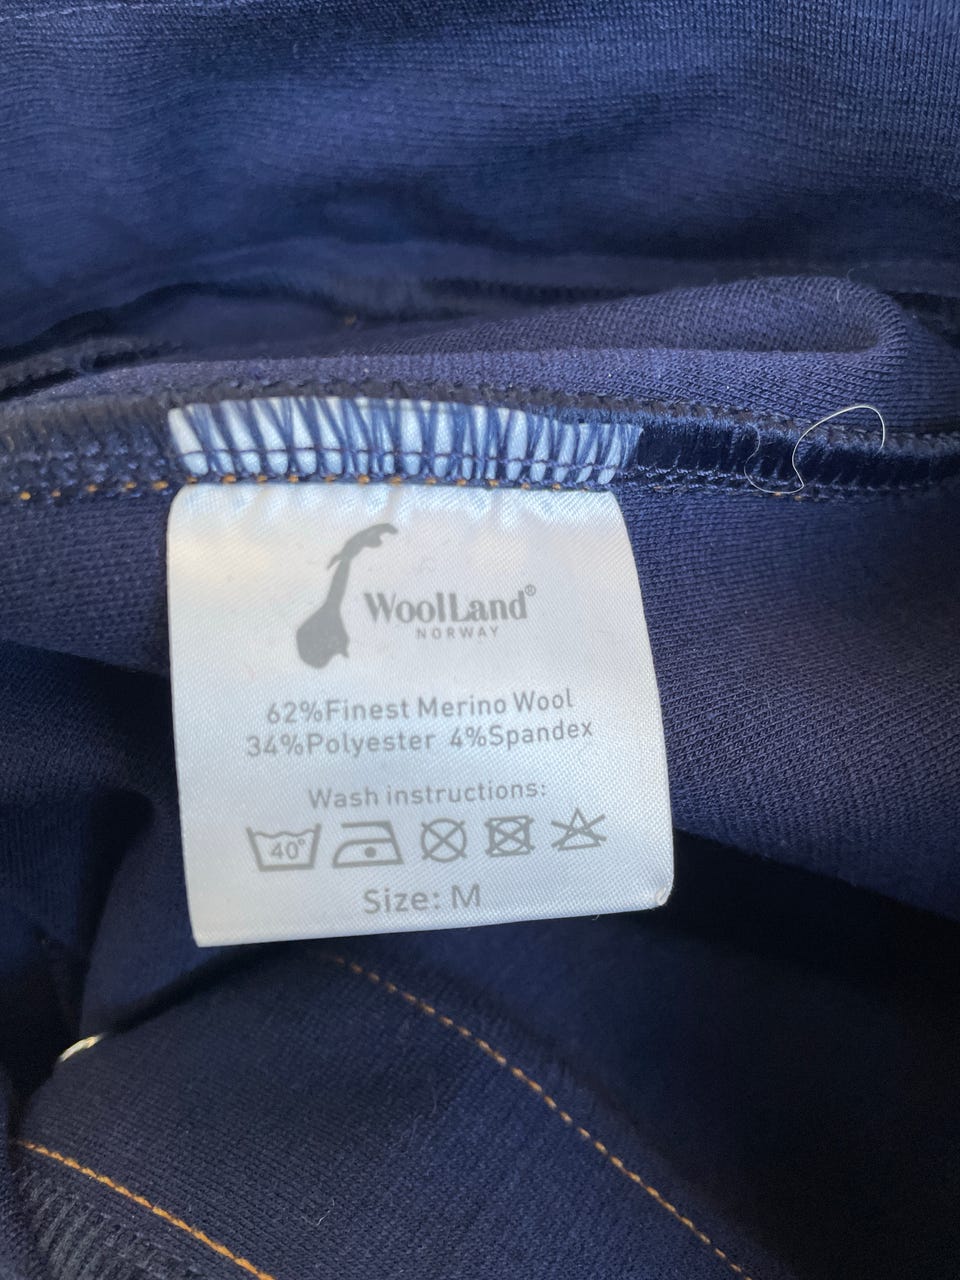 WoolLand®
NORWAY
62%Finest Merino Wool
34%Polyester 4%Spandex
Wash instructions:
40°
Size: M